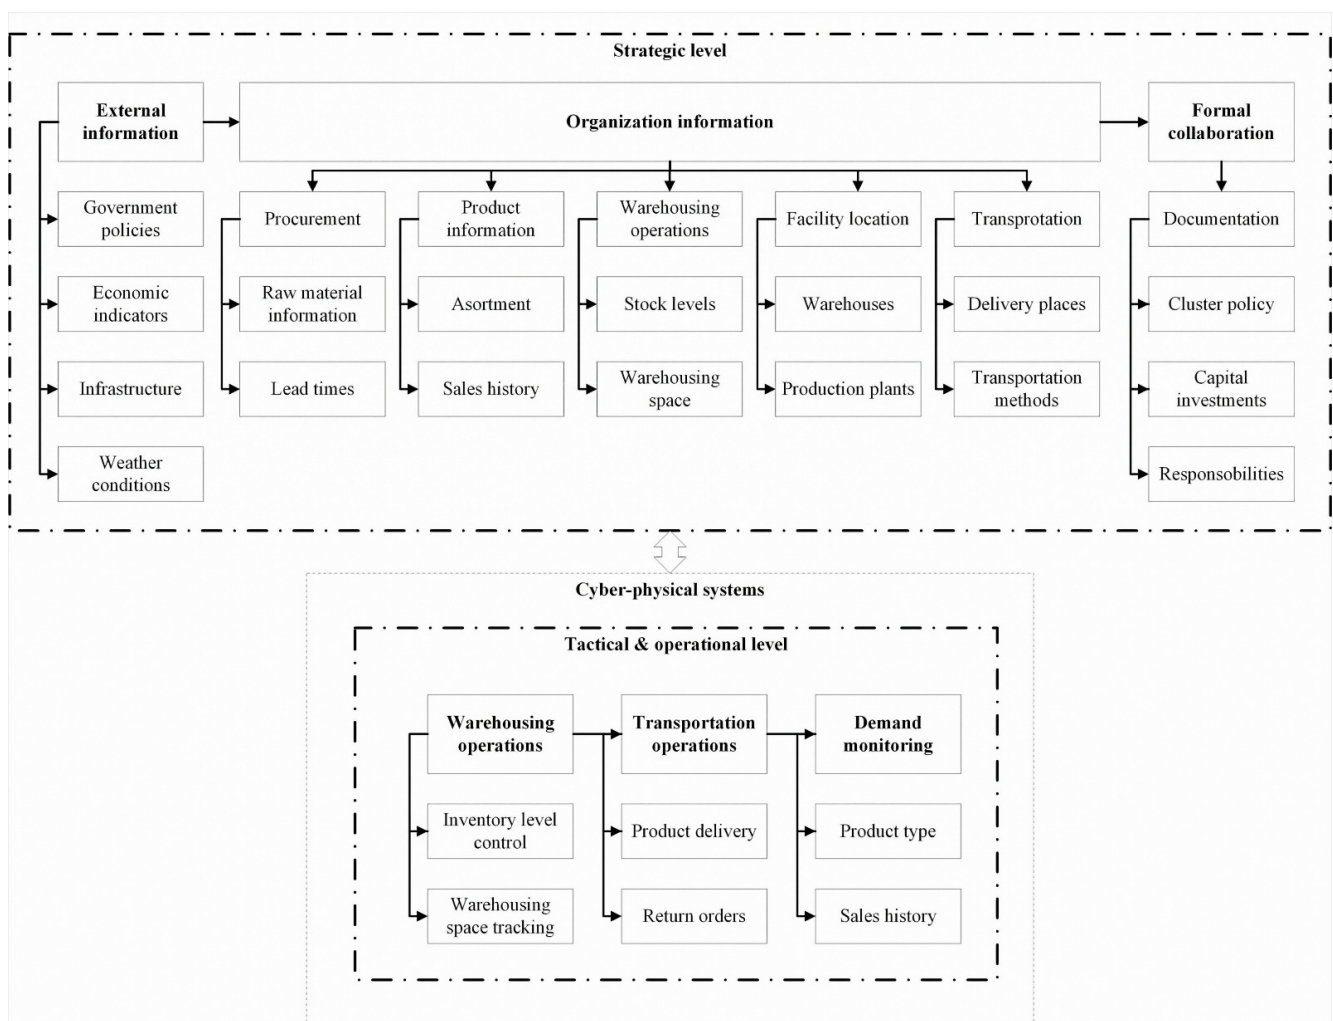 Strategic level
External
information
Organization information
Formal
collaboration
Government
policies
Procurement
Product
information
Warehousing
operations
Facility location
Transprotation
Documentation
Economic
indicators
Raw material
information
Asortment
Stock levels
Warehouses
Delivery places
Cluster policy
Infrastructure
Lead times
Sales history
Warehousing
space
Production plants
Transportation
methods
Capital
investments
Weather
conditions
Responsobilities
Cyber-physical systems
Tactical & operational level
Warehousing
operations
Transportation
operations
Demand
monitoring
Inventory level
control
Product delivery
Product type
Warehousing
space tracking
Return orders
Sales history